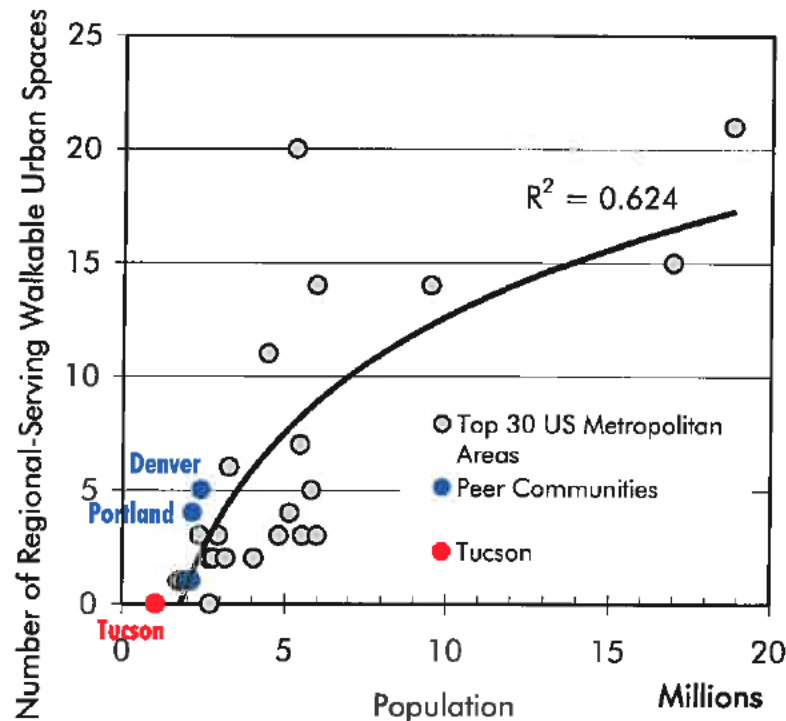 Number of Regional-Serving Walkable Urban Spaces
25
20
15
10
5
0
R² = 0.624
Top 30 US Metropolitan
Areas
Peer Communities
Tucson
Denver
Portland
Tucson
0
5
10
15
20
Population
Millions